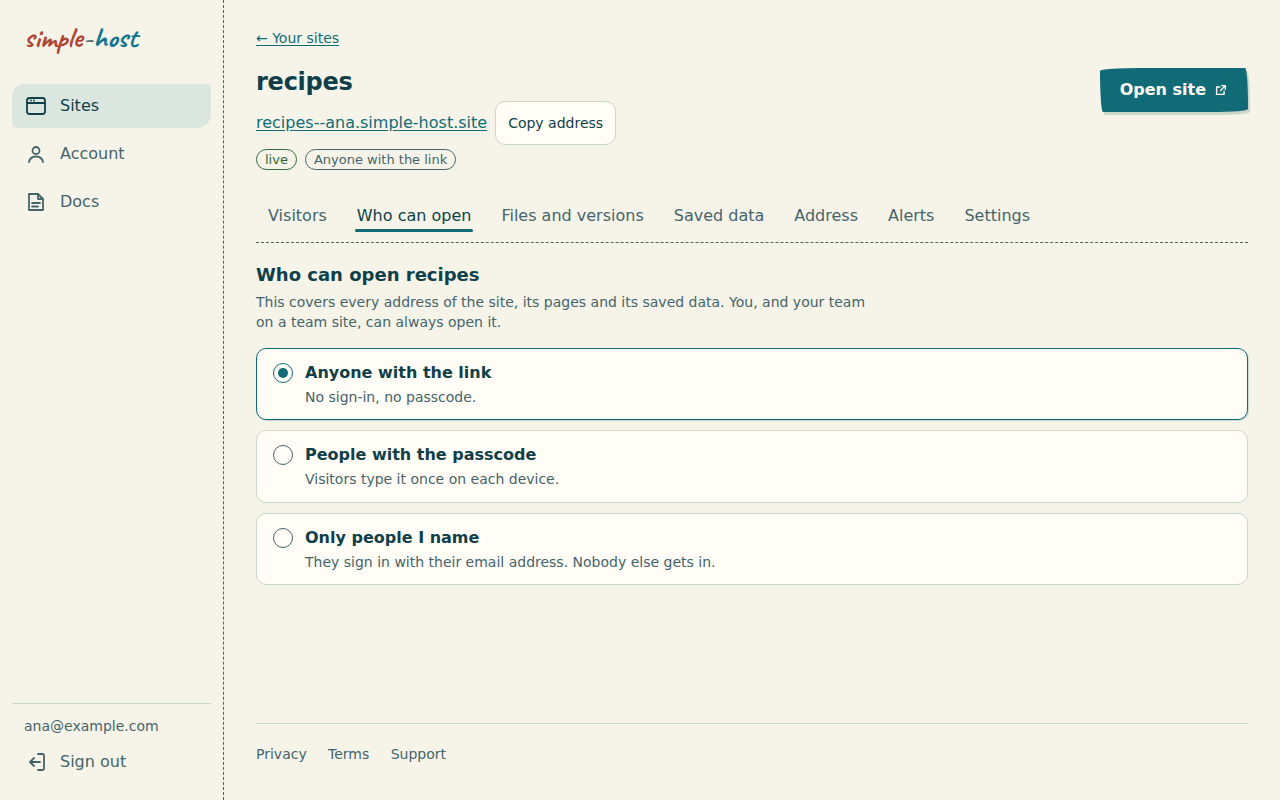 simple-host
Sites
Account
Docs
ana@example.com
Sign out
← Your sites
recipes
recipes--ana.simple-host.site
Copy address
live
Anyone with the link
Open site
Visitors
Who can open
Files and versions
Saved data
Address
Alerts
Settings
Who can open recipes
This covers every address of the site, its pages and its saved data. You, and your team
on a team site, can always open it.
Anyone with the link
No sign-in, no passcode.
People with the passcode
Visitors type it once on each device.
Only people I name
They sign in with their email address. Nobody else gets in.
Privacy
Terms
Support